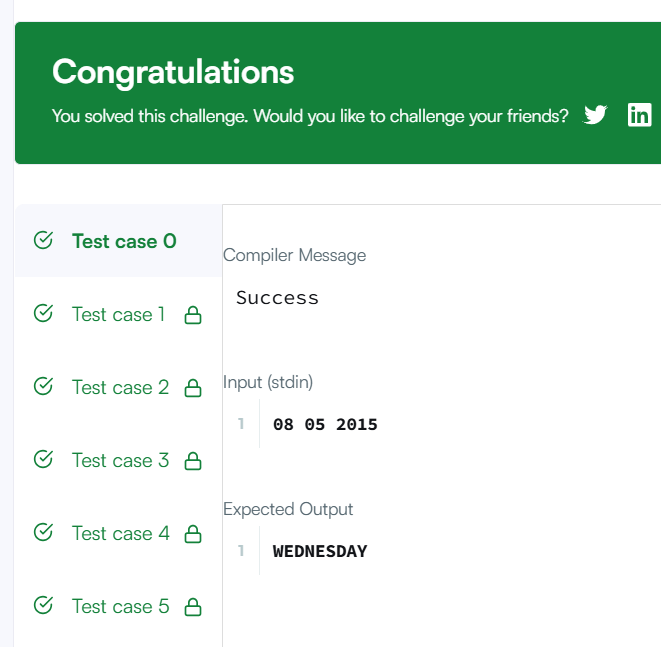 Congratulations
You solved this challenge. Would you like to challenge your friends?
Test case 0
Test case 1
Test case 2
Test case 3
Test case 4
Test case 5
Compiler Message
Success
Input (stdin)
1 08 05 2015
Expected Output
1 WEDNESDAY